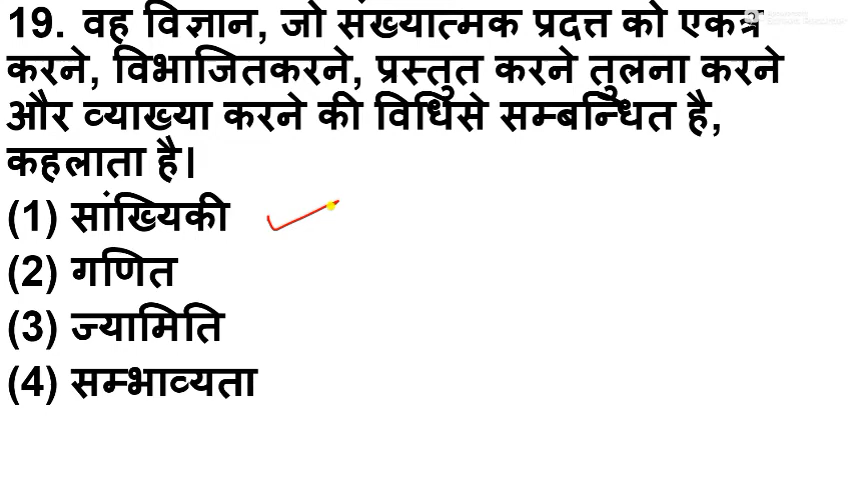 19. वह विज्ञान, जो संख्यात्मक प्रदत्त को एकत्र
करने, विभाजितकरने, प्रस्तुत करने तुलना करने
और व्याख्या करने की विधिसे सम्बन्धित है,
कहलाता है।
(1) सांख्यिकी
(2) गणित
(3) ज्यामिति
(4) सम्भाव्यता